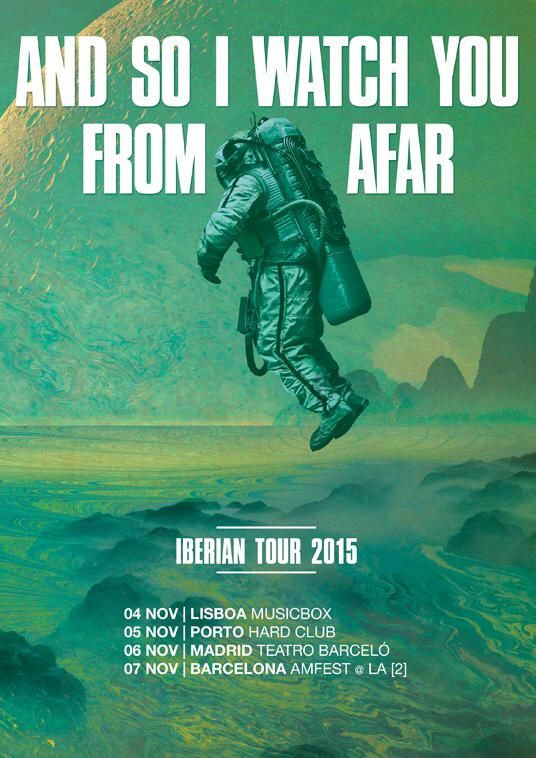 AND SO I WATCH YOU
FROM AFAR
IBERIAN TOUR 2015
04 NOV | LISBOA MUSICBOX
05 NOV | PORTO HARD CLUB
06 NOV | MADRID TEATRO BARCELÓ
07 NOV | BARCELONA AMFEST @ LA [2]